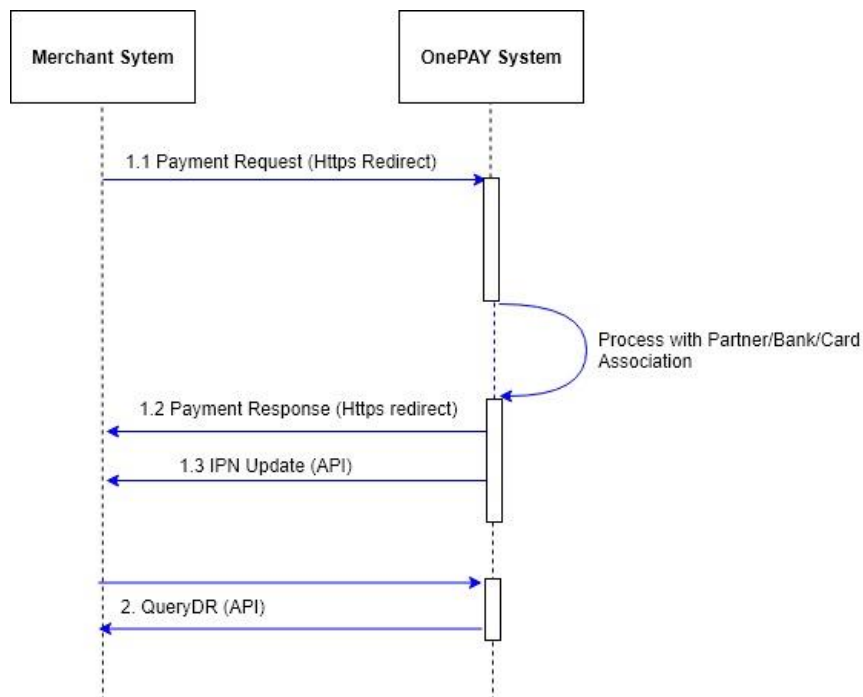 Merchant Sytem
OnePAY System
1.1 Payment Request (Https Redirect)
Process with Partner/Bank/Card
Association
1.2 Payment Response (Https redirect)
1.3 IPN Update (API)
2. QueryDR (API)